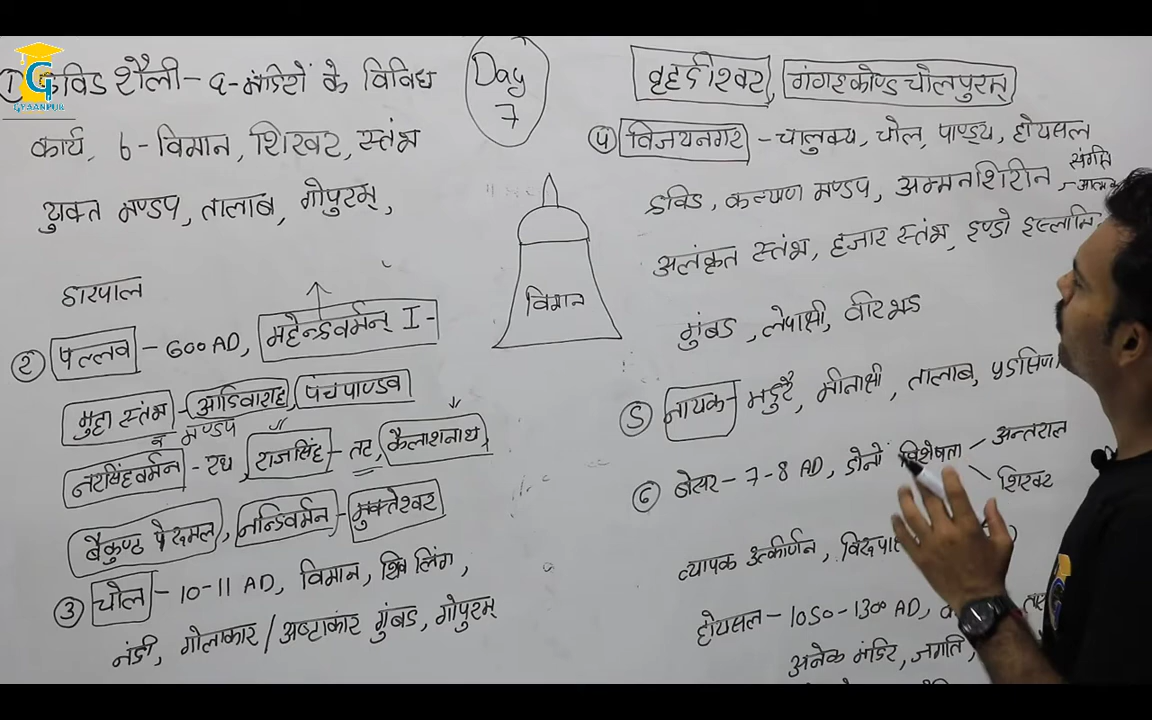 GYAANPUR
① द्रविड शैली - a - मंदिरों के विविध
कार्य, b - विमान, शिखर, स्तंभ
युक्त मण्डप, तालाब, गोपुरम्,
द्वारपाल
② पल्लव - 600 AD, महेन्द्रवर्मन् I -
गुहा स्तंभ - आदिवाराह, पंचपाण्डव
मण्डप
नरसिंहवर्मन - रथ, राजसिंह - तट, कैलाशनाथ
बैकुण्ठ पेरुमल, नन्दिवर्मन - मुक्तेश्वर
③ चोल - 10-11 AD, विमान, शिव लिंग,
नंदी, गोलाकार / अष्टाकार गुंबद, गोपुरम्
Day
7
विमान
वृहदीश्वर, गंगइकोण्ड चोलपुरम्
④ विजयनगर - चालुक्य, चोल, पाण्ड्य, होयसल
द्रविड, कल्याण मण्डप, अम्मनशिरीन - संगीत
अलंकृत स्तंभ, हजार स्तंभ, इण्डो
गुंबद, लेपाक्षी, वीरभद्र
⑤ नायक - मदुरै, मीनाक्षी, तालाब,
⑥ बेसर - 7-8 AD, दोनों विशेषता - अन्तराल
शिखर
व्यापक उत्कीर्णन,
होयसल - 1050-1300 AD,
अनेक मंदिर, जगति,